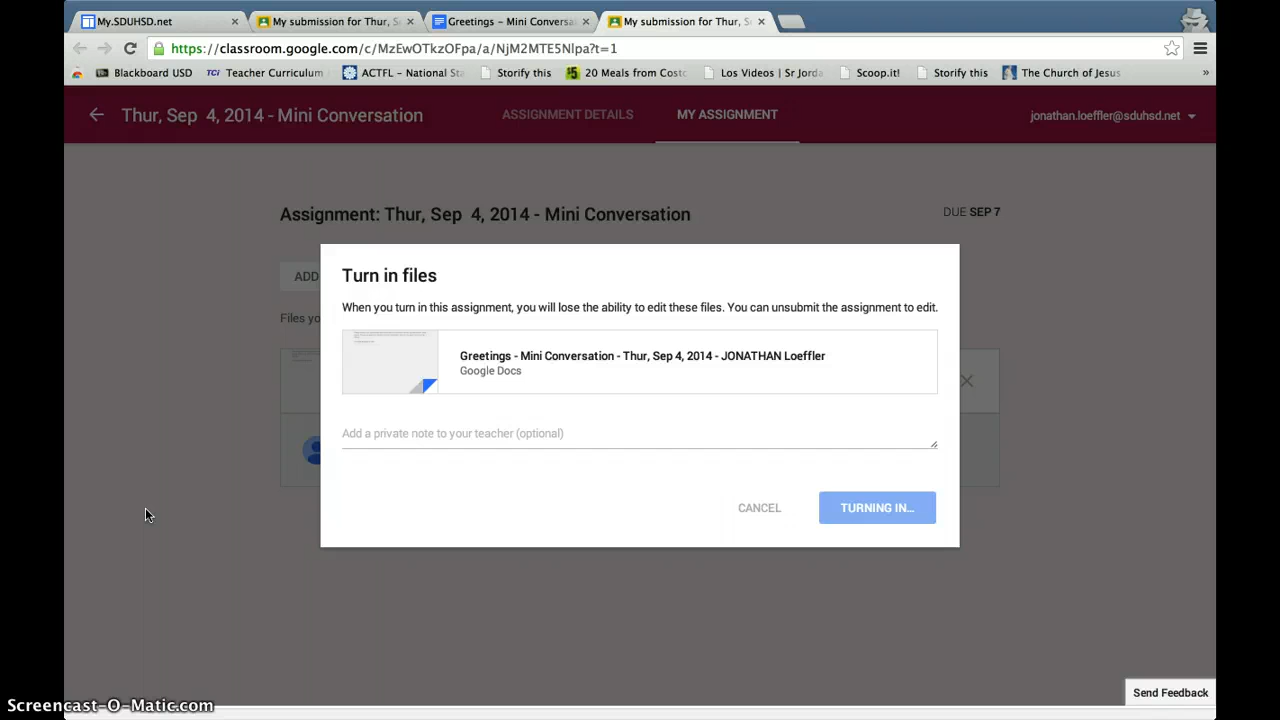 My.SDUHSD.net
My submission for Thur, S
Greetings – Mini Conversa
My submission for Thur, S
https://classroom.google.com/c/MzEwOTkzOFpa/a/NjM2MTE5Nlpa?t=1
Blackboard USD
TCi Teacher Curriculum
ACTFL – National Sta
Storify this
20 Meals from Costc
Los Videos | Sr Jorda
Scoop.it!
Storify this
The Church of Jesus
»
Thur, Sep 4, 2014 - Mini Conversation
ASSIGNMENT DETAILS
MY ASSIGNMENT
jonathan.loeffler@sduhsd.net
Assignment: Thur, Sep 4, 2014 - Mini Conversation
DUE SEP 7
ADD
Files yo
Turn in files
When you turn in this assignment, you will lose the ability to edit these files. You can unsubmit the assignment to edit.
Greetings - Mini Conversation - Thur, Sep 4, 2014 - JONATHAN Loeffler
Google Docs
Add a private note to your teacher (optional)
CANCEL
TURNING IN...
Send Feedback
Screencast-O-Matic.com